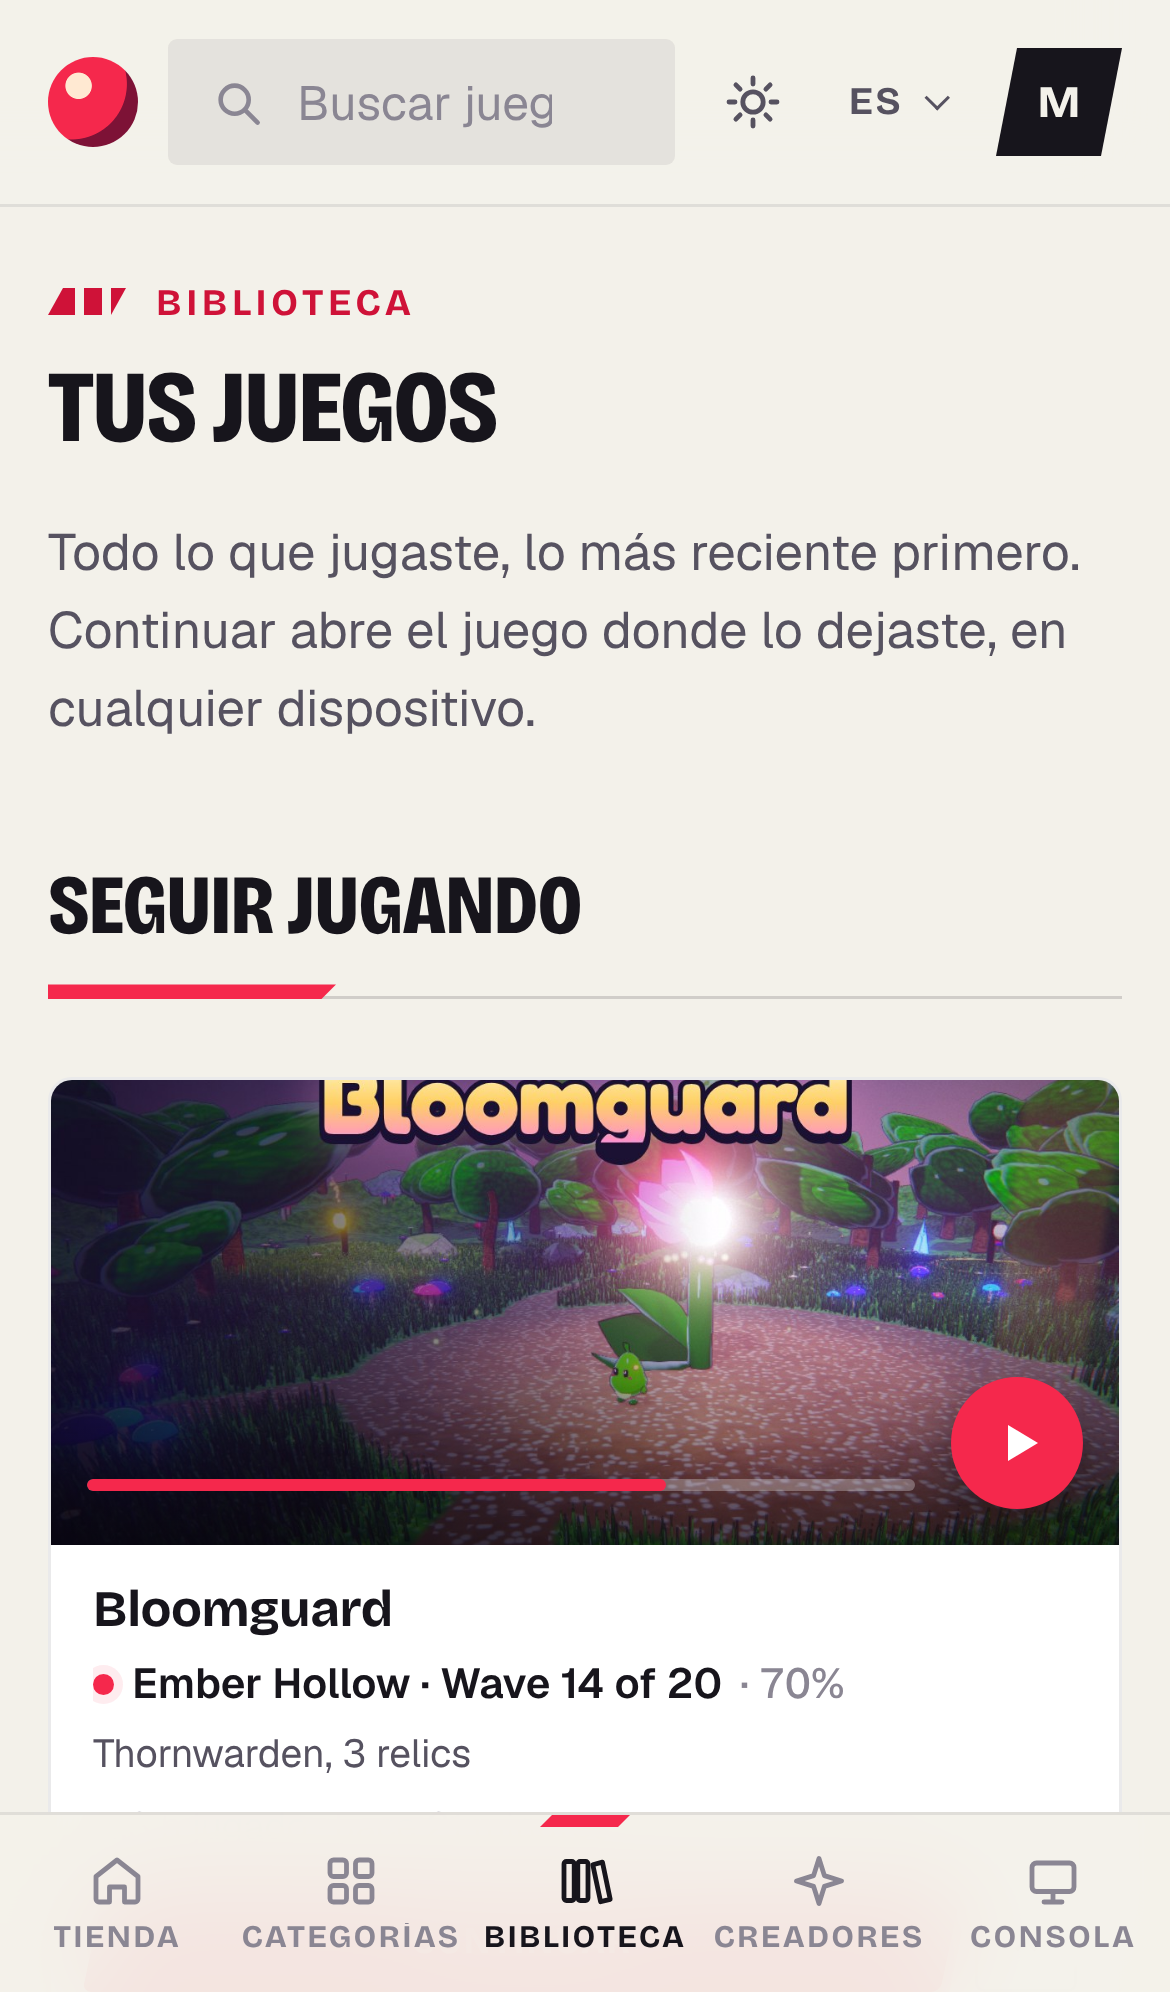 Buscar jueg
ES
M
BIBLIOTECA
TUS JUEGOS
Todo lo que jugaste, lo más reciente primero.
Continuar abre el juego donde lo dejaste, en
cualquier dispositivo.
SEGUIR JUGANDO
Bloomguard
Bloomguard
Ember Hollow · Wave 14 of 20 · 70%
Thornwarden, 3 relics
TIENDA
CATEGORÍAS
BIBLIOTECA
CREADORES
CONSOLA